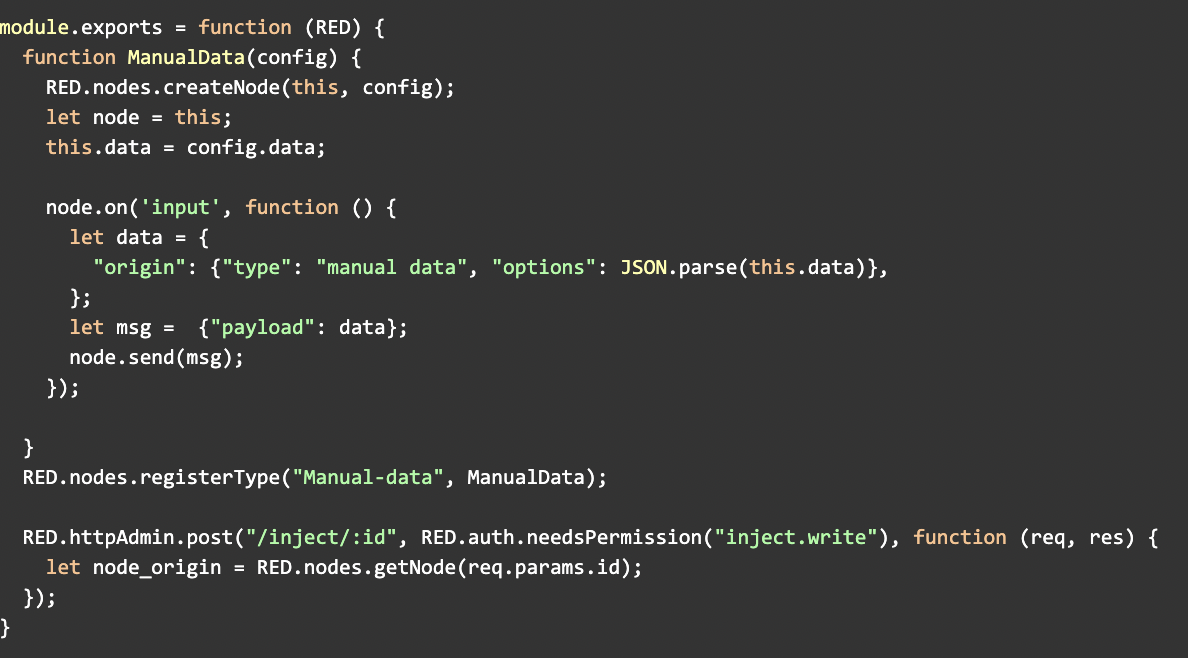 module.exports = function (RED) {
  function ManualData(config) {
    RED.nodes.createNode(this, config);
    let node = this;
    this.data = config.data;

    node.on('input', function () {
      let data = {
        "origin": {"type": "manual data", "options": JSON.parse(this.data)},
      };
      let msg =  {"payload": data};
      node.send(msg);
    });

  }
  RED.nodes.registerType("Manual-data", ManualData);

  RED.httpAdmin.post("/inject/:id", RED.auth.needsPermission("inject.write"), function (req, res) {
    let node_origin = RED.nodes.getNode(req.params.id);
  });
}